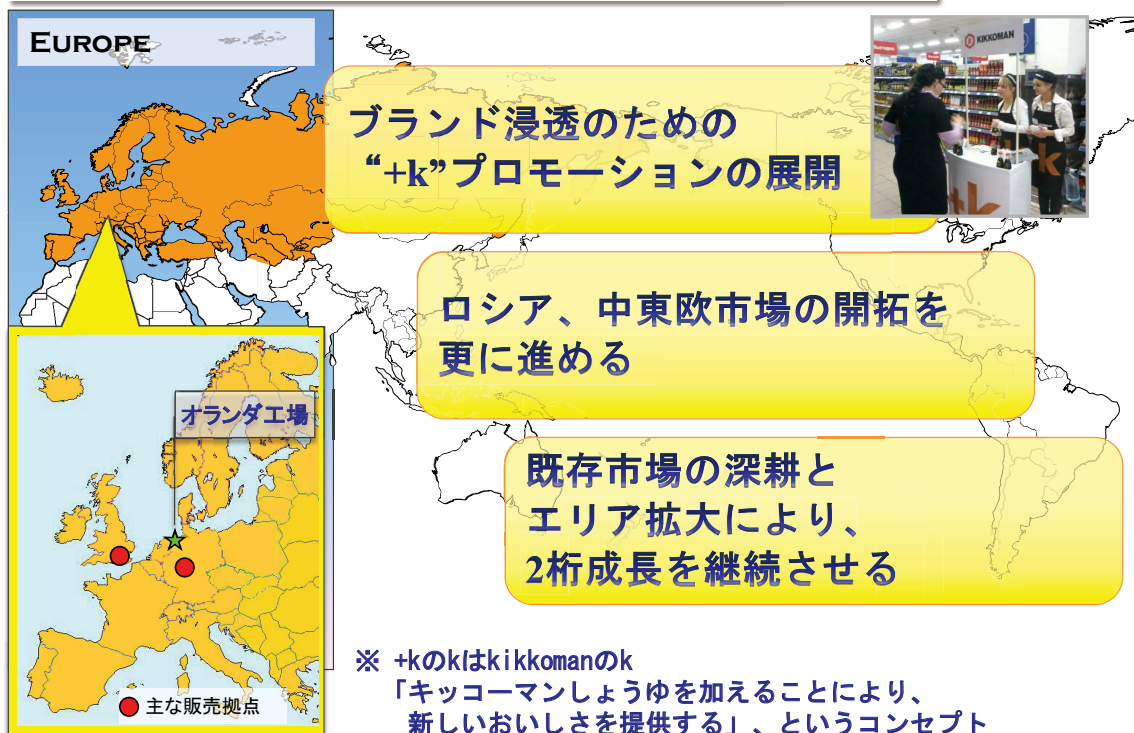 EUROPE
KIKKOMAN
ブランド浸透のための
“+k”プロモーションの展開
ロシア、中東欧市場の開拓を
更に進める
オランダ工場
既存市場の深耕と
エリア拡大により、
2桁成長を継続させる
主な販売拠点
※ +kのkはkikkomanのk
「キッコーマンしょうゆを加えることにより、
新しいおいしさを提供する」、というコンセプト